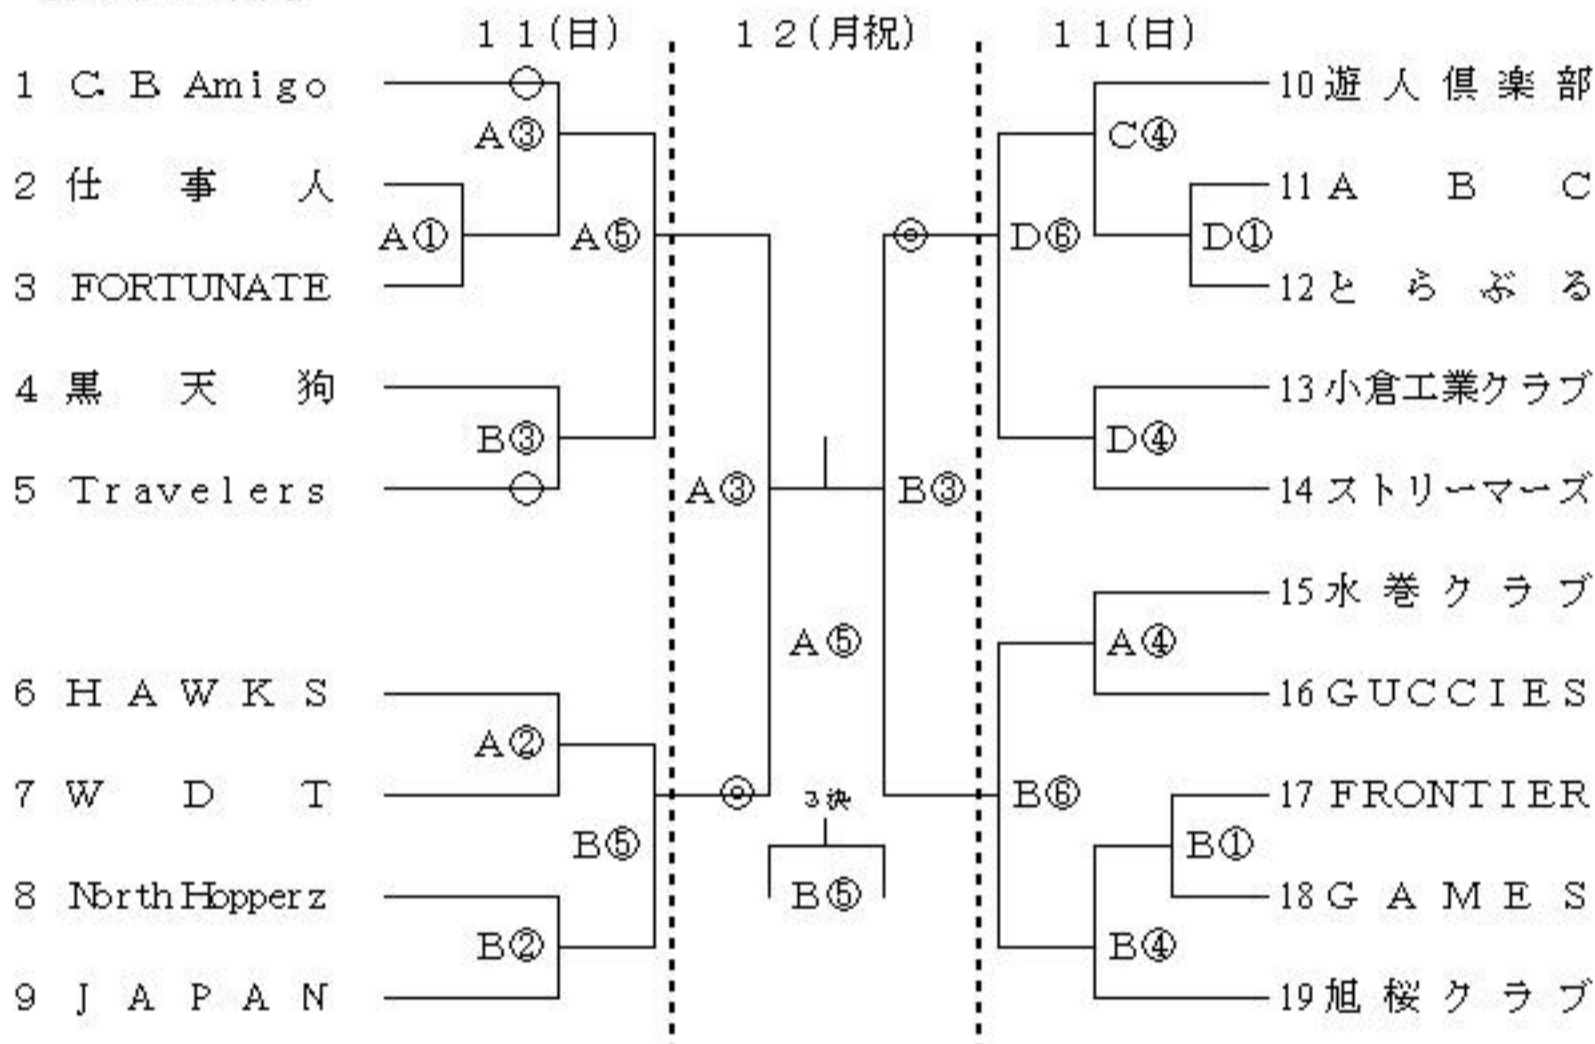 11(日) 12(月祝) 11(日)
1 C.B.Amigo 10 遊人倶楽部
A③ C④
2 仕事人 11 ABC
A① A⑤ D⑥ D①
3 FORTUNATE 12 とらぶる
4 黒天狗 13 小倉工業クラブ
B③ D④
5 Travelers A③ B③ 14 ストリーマーズ
15 水巻クラブ
A⑤ A④
6 HAWKS 16 GUCCIES
A②
7 WDT 3決 B⑥ 17 FRONTIER
B⑤ B①
8 NorthHopperz B⑤ 18 GAMES
B② B④
9 JAPAN 19 旭桜クラブ